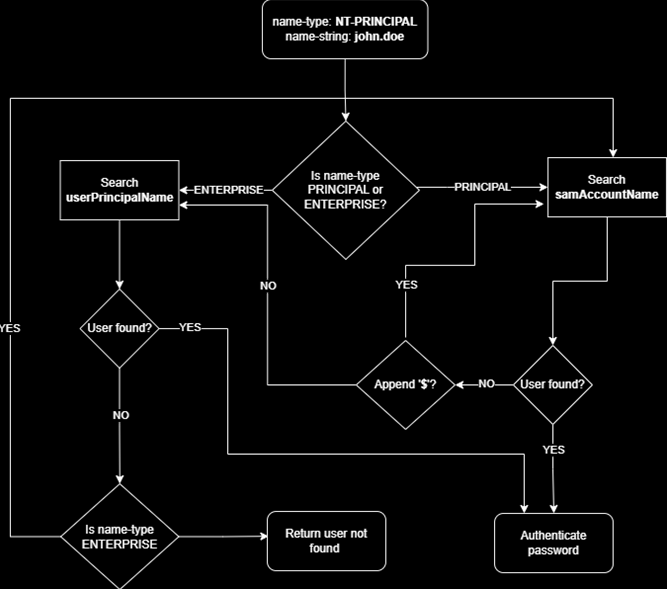 name-type: NT-PRINCIPAL
name-string: john.doe
Is name-type
PRINCIPAL or
ENTERPRISE?
ENTERPRISE
PRINCIPAL
Search
userPrincipalName
Search
samAccountName
NO
YES
YES
User found?
YES
Append '$'?
NO
User found?
NO
YES
Is name-type
ENTERPRISE
Return user not
found
Authenticate
password